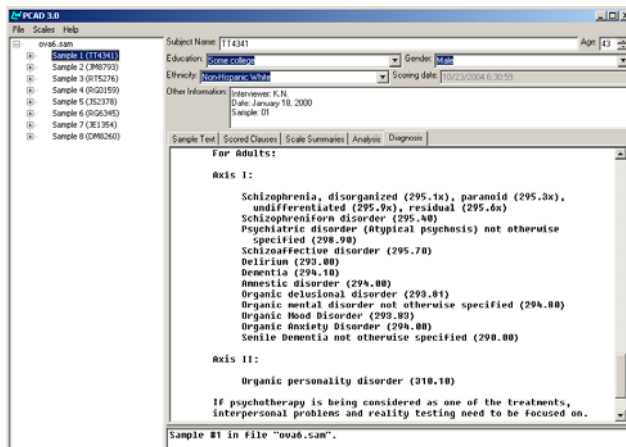 PCAD 3.0
File Scales Help
ova6.sam
Sample 1 (TT4341)
Sample 2 (JM8793)
Sample 3 (RT5276)
Sample 4 (RG0159)
Sample 5 (JS2378)
Sample 6 (RG6345)
Sample 7 (JE1354)
Sample 8 (DM8260)
Subject Name: TT4341 Age: 43
Education: Some college Gender: Male
Ethnicity: Non-Hispanic White Scoring date: 10/23/2004 6:30:59
Other Information: Interviewer: K.N.
Date: January 18, 2000
Sample: 01
Sample Text Scored Clauses Scale Summaries Analysis Diagnosis
For Adults:
Axis I:
Schizophrenia, disorganized (295.1x), paranoid (295.3x),
undifferentiated (295.9x), residual (295.6x)
Schizophreniform disorder (295.40)
Psychiatric disorder (Atypical psychosis) not otherwise
specified (298.90)
Schizoaffective disorder (295.70)
Delirium (293.00)
Dementia (294.10)
Amnestic disorder (294.00)
Organic delusional disorder (293.81)
Organic mental disorder not otherwise specified (294.80)
Organic Mood Disorder (293.83)
Organic Anxiety Disorder (294.00)
Senile Dementia not otherwise specified (290.00)
Axis II:
Organic personality disorder (310.10)
If psychotherapy is being considered as one of the treatments,
interpersonal problems and reality testing need to be focused on.
Sample #1 in file "ova6.sam".